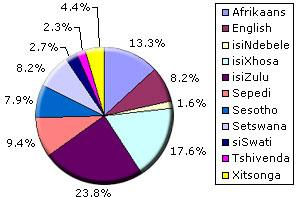 4.4%
2.3%
2.7%
8.2%
7.9%
9.4%
23.8%
17.6%
1.6%
8.2%
13.3%
Afrikaans
English
isiNdebele
isiXhosa
isiZulu
Sepedi
Sesotho
Setswana
siSwati
Tshivenda
Xitsonga